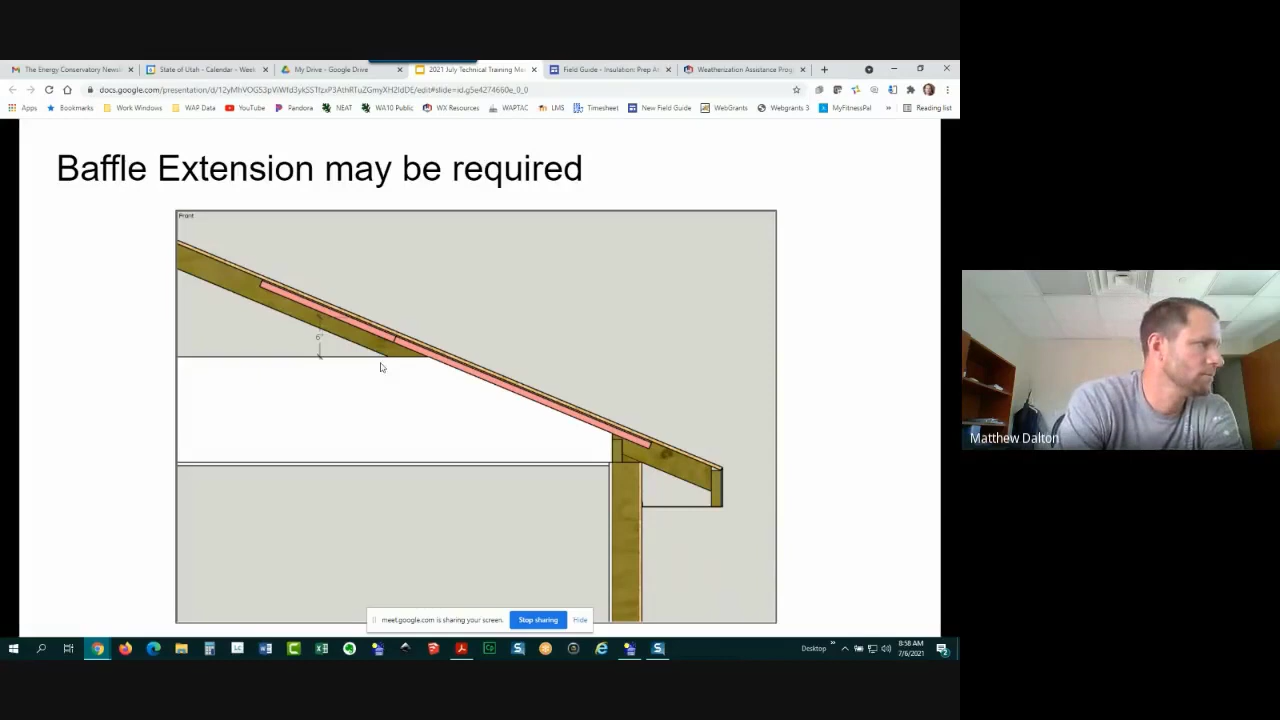 The Energy Conservatory News
State of Utah - Calendar - Week
My Drive - Google Drive
2021 July Technical Training Me
Field Guide - Insulation: Prep A
Weatherization Assistance Prog
Apps
Bookmarks
Work Windows
WAP Data
YouTube
Pandora
NEAT
WA10 Public
WX Resources
WAPTAC
LMS
Timesheet
New Field Guide
WebGrants
Webgrants 3
MyFitnessPal
Reading list
Baffle Extension may be required
Front
6"
meet.google.com is sharing your screen.
Stop sharing
Hide
Matthew Dalton
Desktop
8:58 AM
7/6/2021